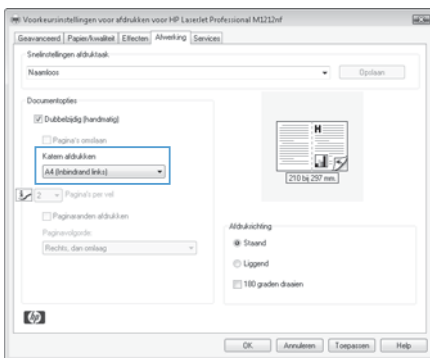 Voorkeursinstellingen voor afdrukken voor HP LaserJet Professional M1212nf
Geavanceerd Papier/kwaliteit Effecten Afwerking Services
Snelinstellingen afdruktaak
Naamloos Opslaan
Documentopties
Dubbelzijdig (handmatig)
Pagina's omslaan
Katern afdrukken
A4 (Inbindrand links)
2 Pagina's per vel
Paginaranden afdrukken
Paginavolgorde:
Rechts, dan omlaag
H
210 bij 297 mm.
Afdrukrichting
Staand
Liggend
180 graden draaien
hp
OK Annuleren Toepassen Help